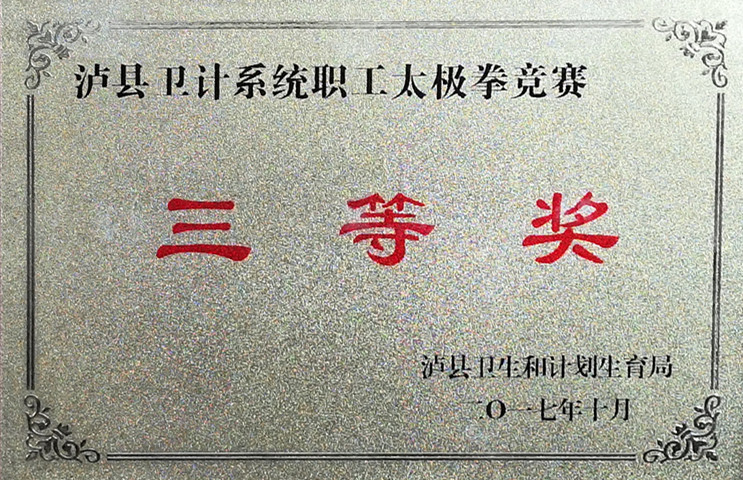 泸县卫计系统职工太极拳竞赛
三等奖
泸县卫生和计划生育局
二〇一七年十月